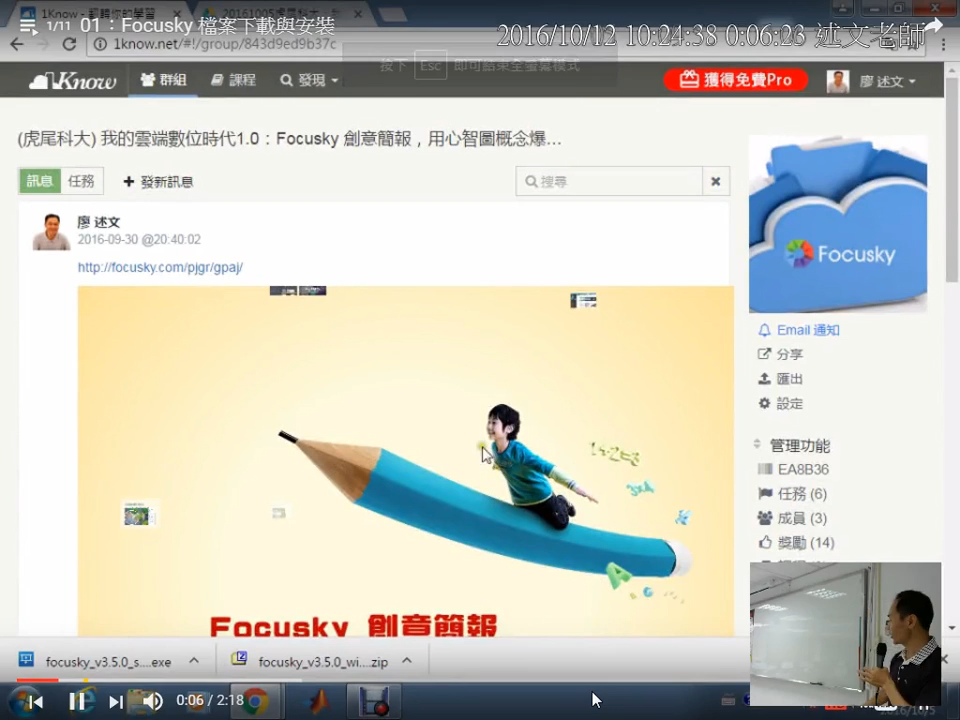 1/11 01：Focusky 檔案下載與安裝
2016/10/12 10:24:38 0:06:23 述文老師
1know.net/#!/group/843d9ed9b37c
按下 Esc 即可結束全螢幕模式
1Know 群組 課程 發現 獲得免費Pro 廖 述文
(虎尾科大) 我的雲端數位時代1.0：Focusky 創意簡報，用心智圖概念爆...
訊息 任務 + 發新訊息 搜尋
廖 述文
2016-09-30 @20:40:02
http://focusky.com/pjgr/gpaj/
Focusky 創意簡報
Focusky
Email 通知
分享
匯出
設定
管理功能
EA8B36
任務 (6)
成員 (3)
獎勵 (14)
focusky_v3.5.0_s....exe focusky_v3.5.0_wi....zip
0:06 / 2:18